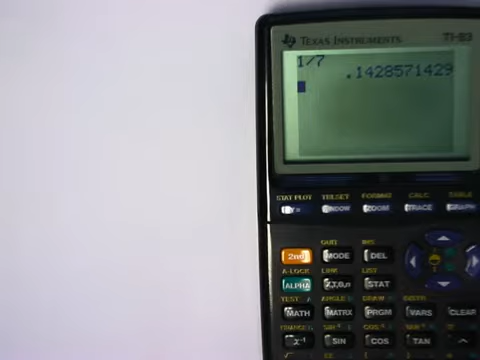 TEXAS INSTRUMENTS TI-83
1/7
.1428571429
STAT PLOT TBLSET FORMAT CALC TABLE
Y= WINDOW ZOOM TRACE GRAPH
QUIT INS
2nd MODE DEL
A-LOCK LINK LIST
ALPHA X,T,θ,n STAT
TEST A ANGLE B DRAW C DISTR
MATH MATRX PRGM VARS CLEAR
x⁻¹ SIN COS TAN ^